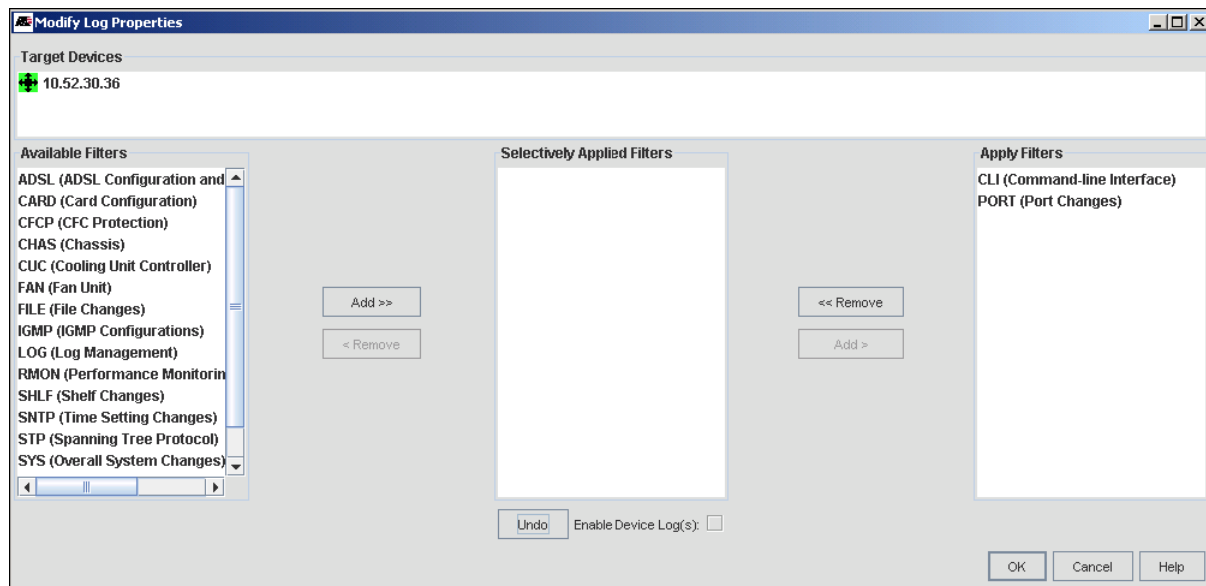 Modify Log Properties
Target Devices
10.52.30.36
Available Filters
ADSL (ADSL Configuration and
CARD (Card Configuration)
CFCP (CFC Protection)
CHAS (Chassis)
CUC (Cooling Unit Controller)
FAN (Fan Unit)
FILE (File Changes)
IGMP (IGMP Configurations)
LOG (Log Management)
RMON (Performance Monitorin
SHLF (Shelf Changes)
SNTP (Time Setting Changes)
STP (Spanning Tree Protocol)
SYS (Overall System Changes)
Add >>
< Remove
Selectively Applied Filters
Undo
Enable Device Log(s):
<< Remove
Add >
Apply Filters
CLI (Command-line Interface)
PORT (Port Changes)
OK
Cancel
Help